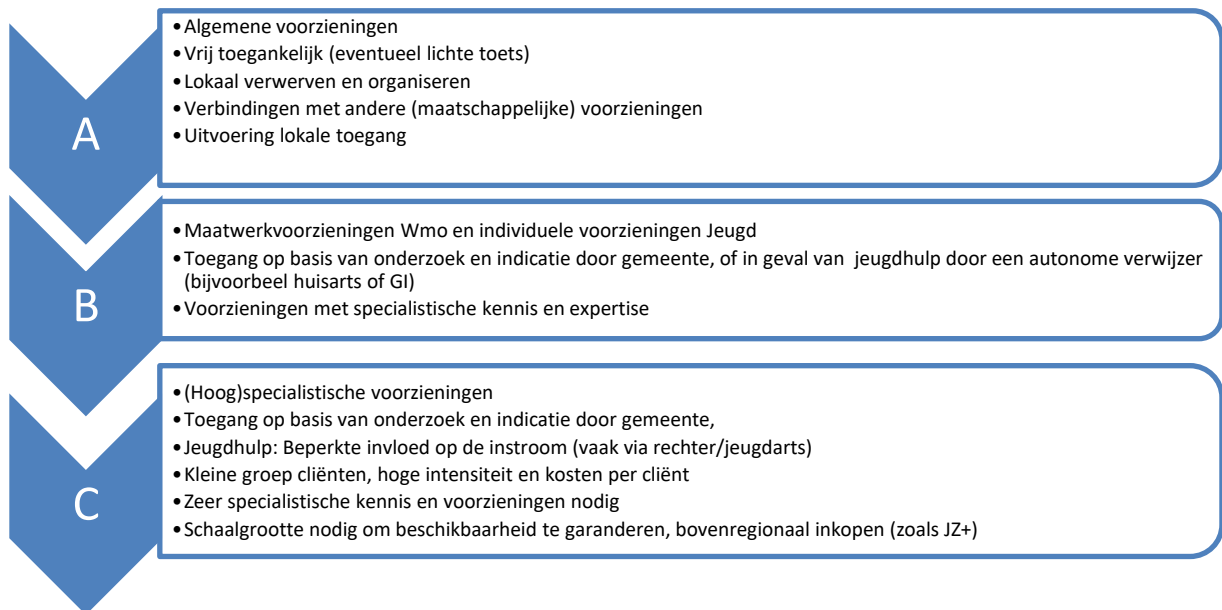 A
•Algemene voorzieningen
•Vrij toegankelijk (eventueel lichte toets)
•Lokaal verwerven en organiseren
•Verbindingen met andere (maatschappelijke) voorzieningen
•Uitvoering lokale toegang
B
•Maatwerkvoorzieningen Wmo en individuele voorzieningen Jeugd
•Toegang op basis van onderzoek en indicatie door gemeente, of in geval van jeugdhulp door een autonome verwijzer
(bijvoorbeel huisarts of GI)
•Voorzieningen met specialistische kennis en expertise
C
•(Hoog)specialistische voorzieningen
•Toegang op basis van onderzoek en indicatie door gemeente,
•Jeugdhulp: Beperkte invloed op de instroom (vaak via rechter/jeugdarts)
•Kleine groep cliënten, hoge intensiteit en kosten per cliënt
•Zeer specialistische kennis en voorzieningen nodig
•Schaalgrootte nodig om beschikbaarheid te garanderen, bovenregionaal inkopen (zoals JZ+)